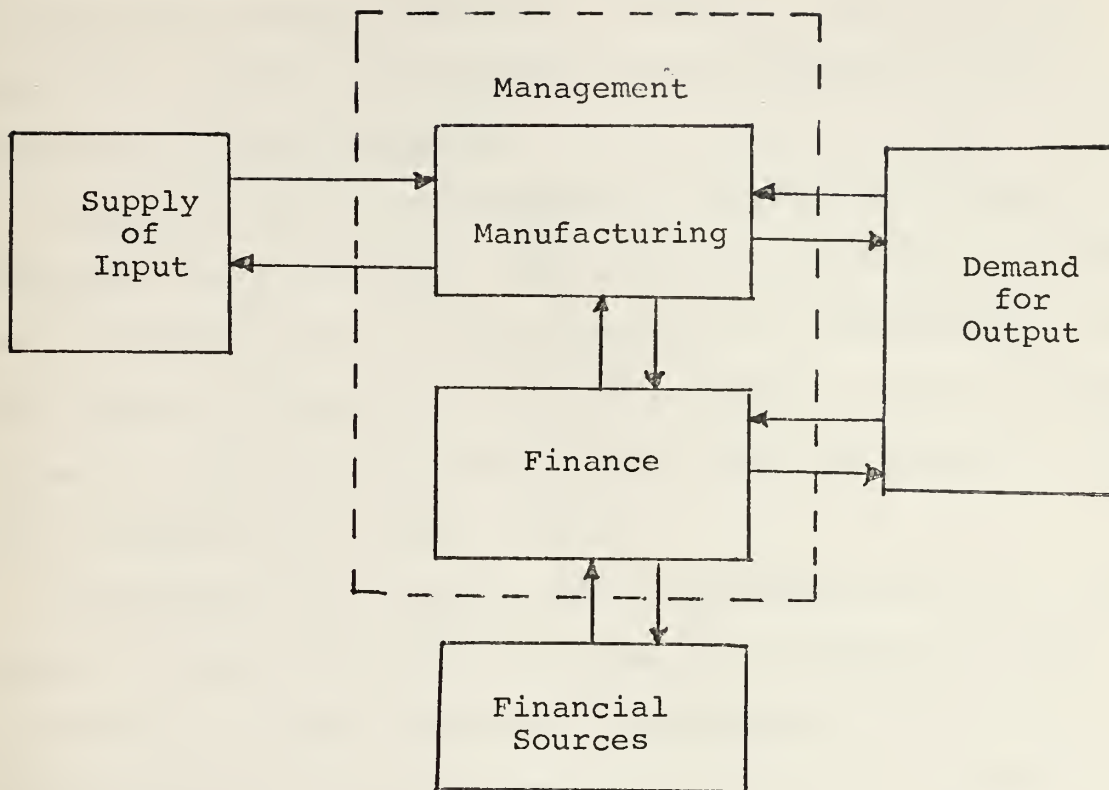 Management
Supply
of
Input
Manufacturing
Demand
for
Output
Finance
Financial
Sources